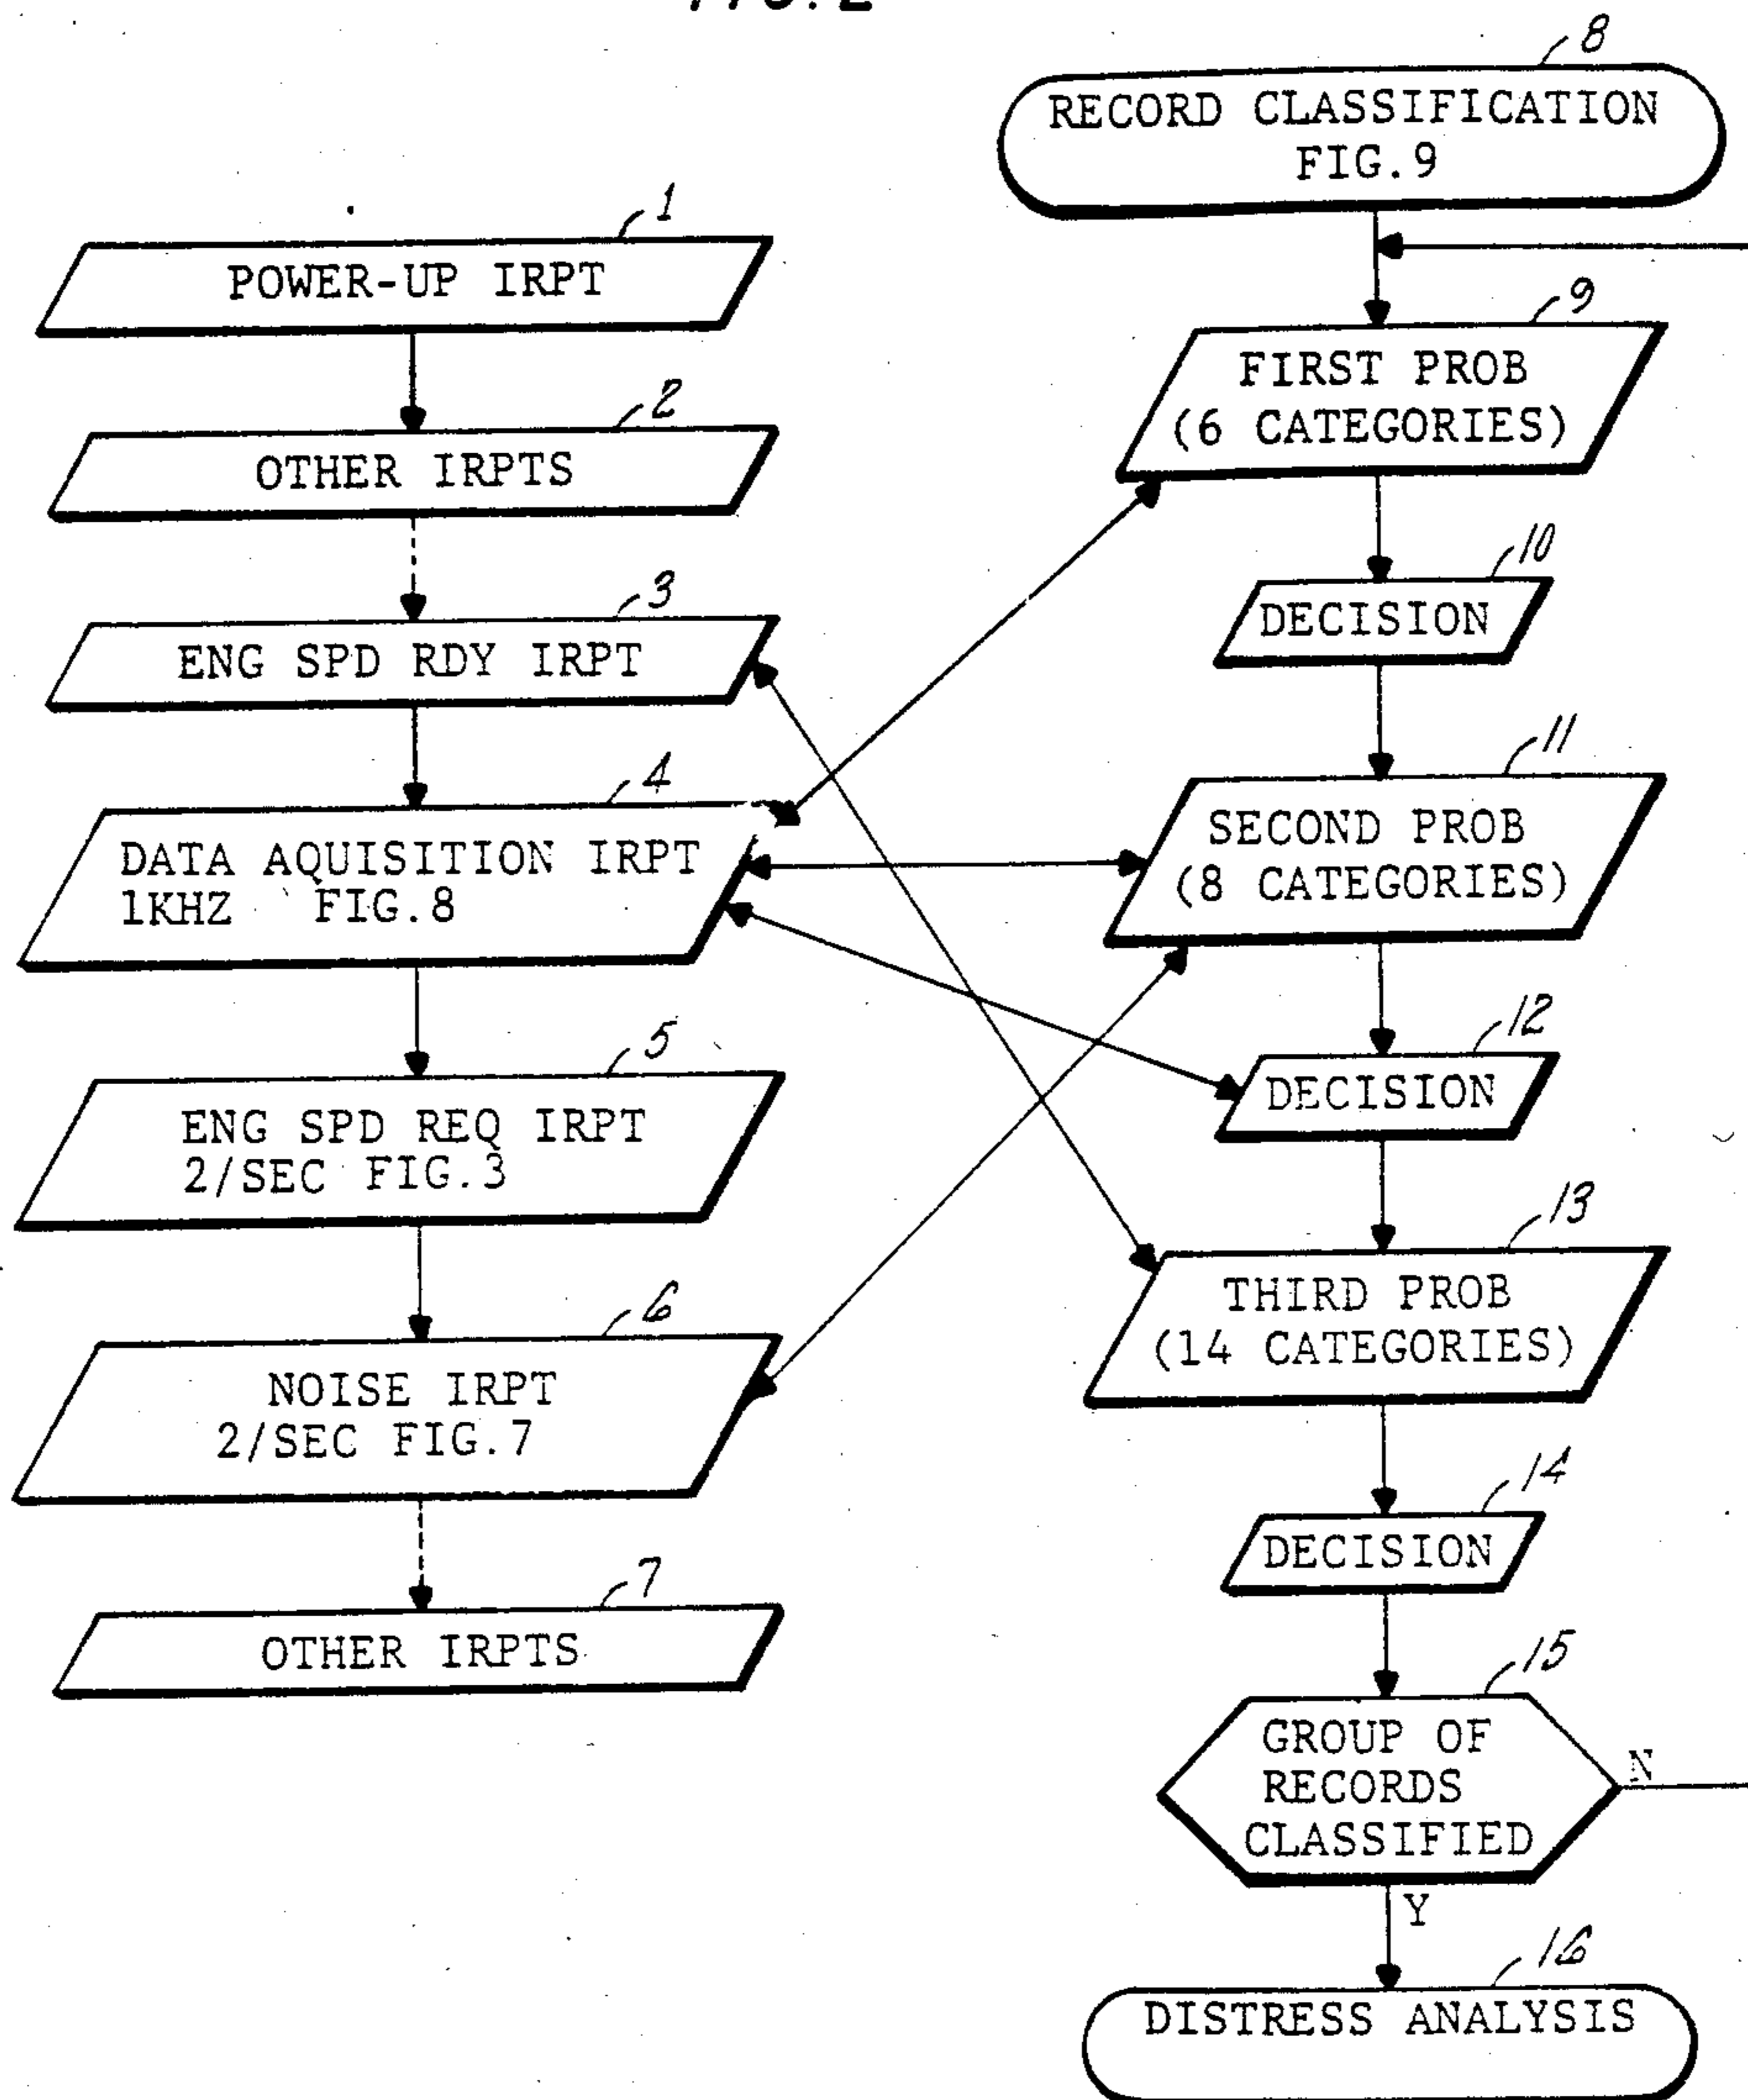 FIG. 2
1
POWER-UP IRPT
2
OTHER IRPTS
3
ENG SPD RDY IRPT
4
DATA AQUISITION IRPT
1KHZ FIG.8
5
ENG SPD REQ IRPT
2/SEC FIG.3
6
NOISE IRPT
2/SEC FIG.7
7
OTHER IRPTS
8
RECORD CLASSIFICATION
FIG.9
9
FIRST PROB
(6 CATEGORIES)
10
DECISION
11
SECOND PROB
(8 CATEGORIES)
12
DECISION
13
THIRD PROB
(14 CATEGORIES)
14
DECISION
15
GROUP OF
RECORDS
CLASSIFIED
N
Y
16
DISTRESS ANALYSIS